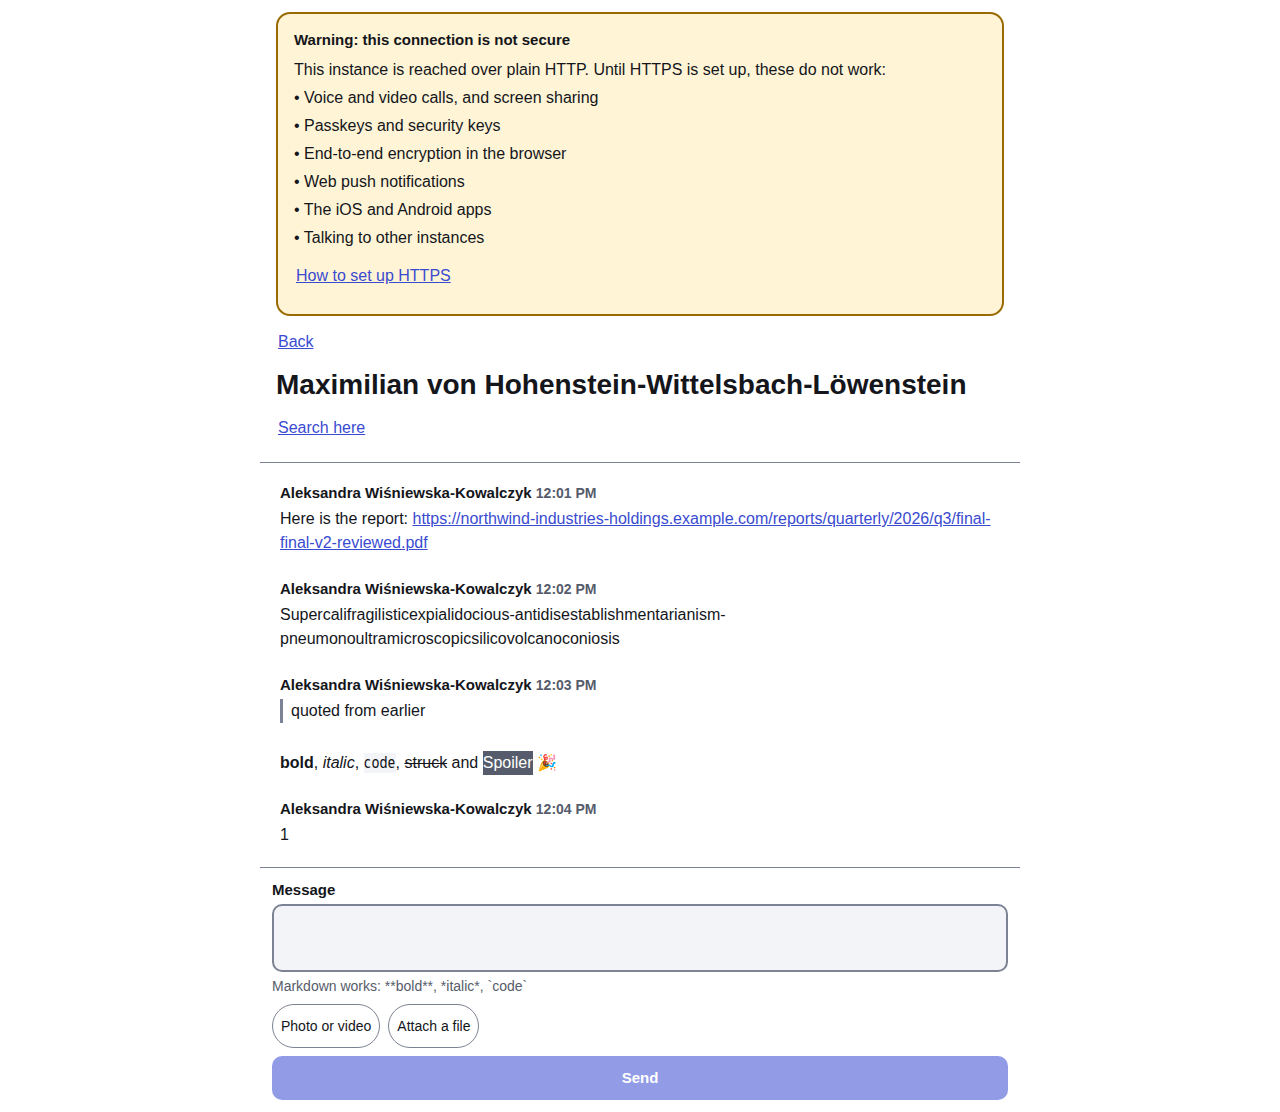 Warning: this connection is not secure
This instance is reached over plain HTTP. Until HTTPS is set up, these do not work:
• Voice and video calls, and screen sharing
• Passkeys and security keys
• End-to-end encryption in the browser
• Web push notifications
• The iOS and Android apps
• Talking to other instances
How to set up HTTPS
Back
Maximilian von Hohenstein-Wittelsbach-Löwenstein
Search here
Aleksandra Wiśniewska-Kowalczyk 12:01 PM
Here is the report: https://northwind-industries-holdings.example.com/reports/quarterly/2026/q3/final-
final-v2-reviewed.pdf
Aleksandra Wiśniewska-Kowalczyk 12:02 PM
Supercalifragilisticexpialidocious-antidisestablishmentarianism-
pneumonoultramicroscopicsilicovolcanoconiosis
Aleksandra Wiśniewska-Kowalczyk 12:03 PM
quoted from earlier
bold, italic, code, struck and Spoiler 🎉
Aleksandra Wiśniewska-Kowalczyk 12:04 PM
1
Message
Markdown works: **bold**, *italic*, `code`
Photo or video Attach a file
Send